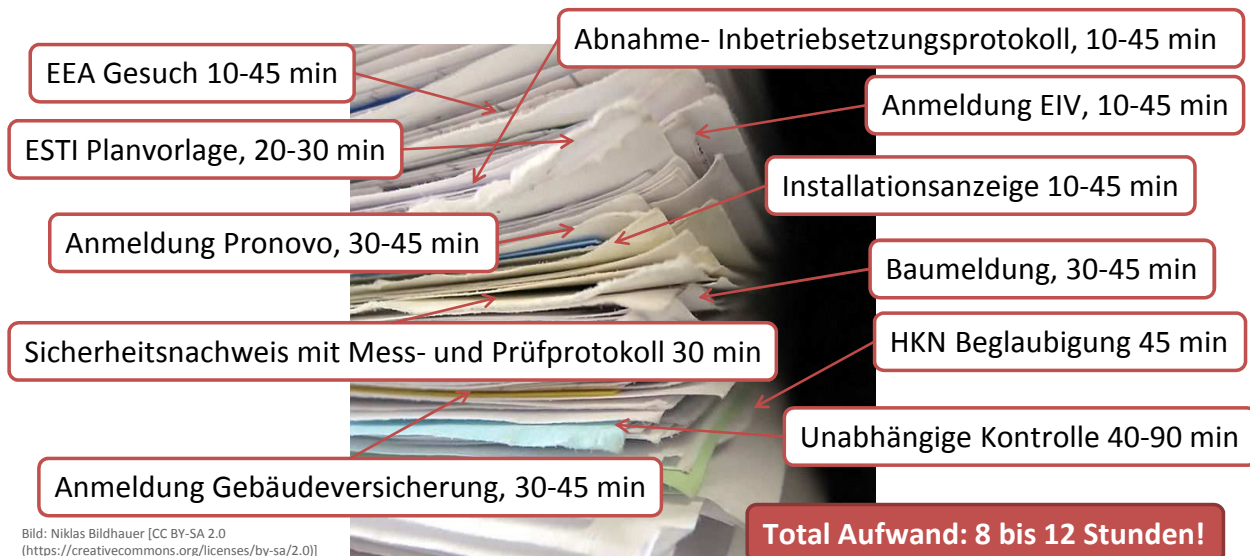 Abnahme- Inbetriebsetzungsprotokoll, 10-45 min
EEA Gesuch 10-45 min
Anmeldung EIV, 10-45 min
ESTI Planvorlage, 20-30 min
Installationsanzeige 10-45 min
Anmeldung Pronovo, 30-45 min
Baumeldung, 30-45 min
Sicherheitsnachweis mit Mess- und Prüfprotokoll 30 min
HKN Beglaubigung 45 min
Unabhängige Kontrolle 40-90 min
Anmeldung Gebäudeversicherung, 30-45 min
Total Aufwand: 8 bis 12 Stunden!
Bild: Niklas Bildhauer [CC BY-SA 2.0
(https://creativecommons.org/licenses/by-sa/2.0)]